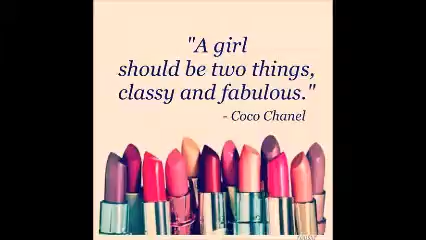 "A girl
should be two things,
classy and fabulous."
- Coco Chanel